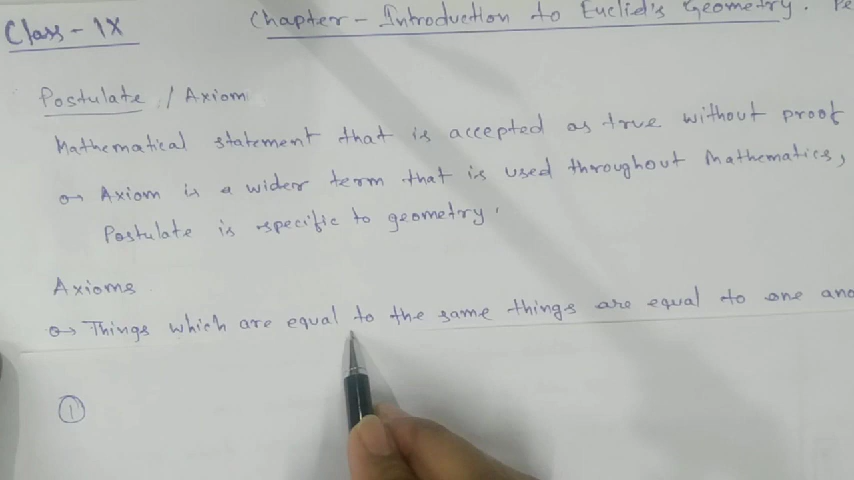 Class - IX
Chapter - Introduction to Euclid's Geometry.
Postulate / Axiom
Mathematical statement that is accepted as true without proof
Axiom is a wider term that is used throughout Mathematics,
Postulate is specific to geometry.
Axioms
Things which are equal to the same things are equal to one
1